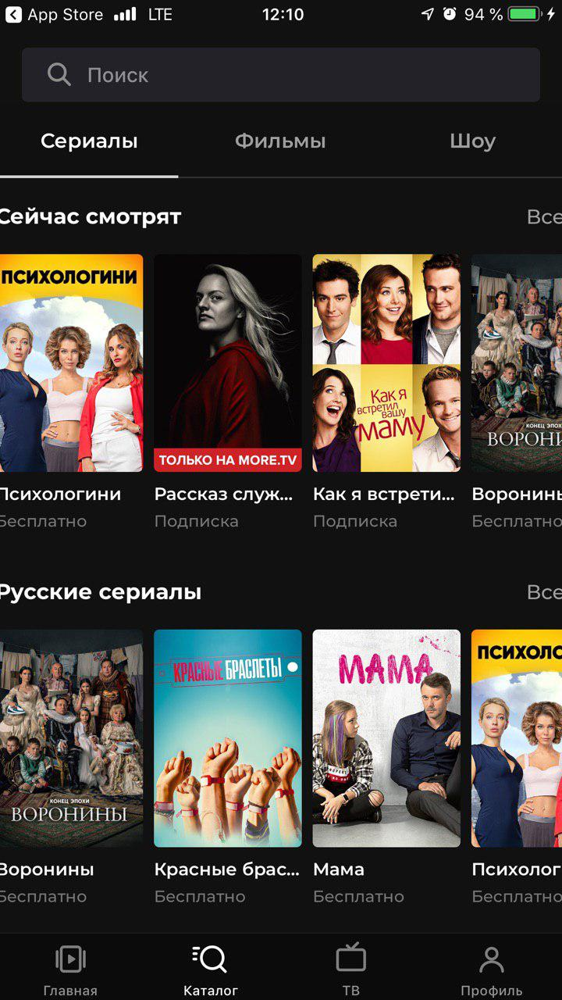 App Store LTE 12:10 94 %
Поиск
Сериалы Фильмы Шоу
Сейчас смотрят Все
ПСИХОЛОГИНИ
Как я
встретил
вашу
маму
КОНЕЦ ЭПОХИ
ВОРОНИ
ТОЛЬКО НА MORE.TV
Психологини Рассказ служ... Как я встрети... Воронины
Бесплатно Подписка Подписка Бесплатно
Русские сериалы Все
КРАСНЫЕ БРАСЛЕТЫ
МАМА
ПСИХОЛО
КОНЕЦ ЭПОХИ
ВОРОНИНЫ
Воронины Красные брас... Мама Психолог
Бесплатно Бесплатно Бесплатно Бесплатно
Главная Каталог ТВ Профиль